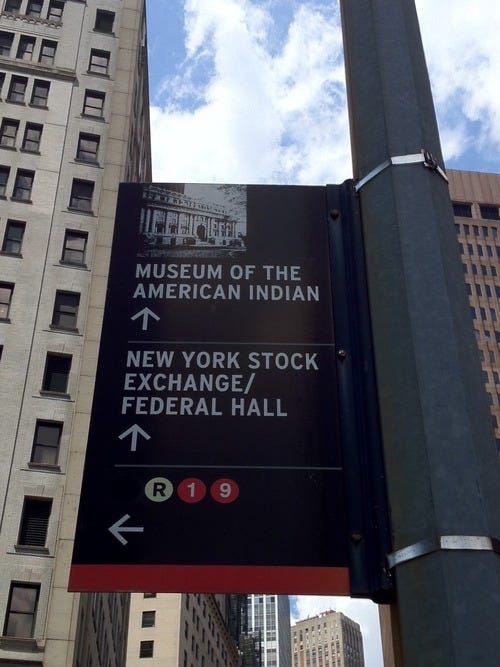 MUSEUM OF THE
AMERICAN INDIAN
NEW YORK STOCK
EXCHANGE/
FEDERAL HALL
R 1 9